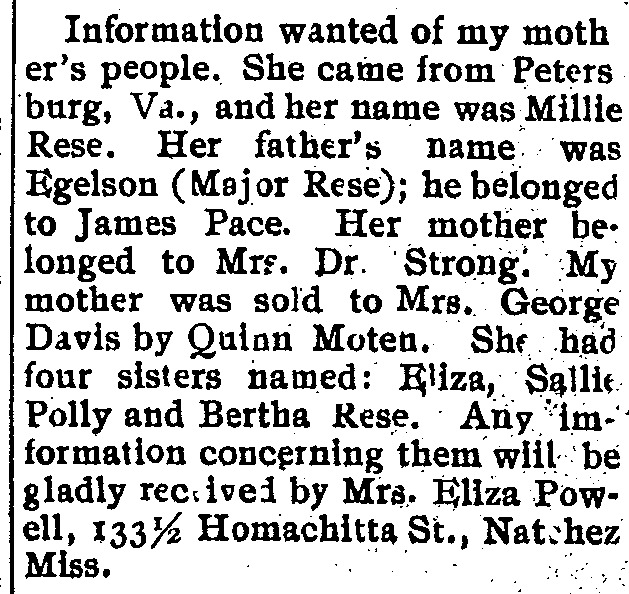 Information wanted of my moth
er's people. She came from Peters
burg, Va., and her name was Millie
Rese. Her father's name was
Egelson (Major Rese); he belonged
to James Pace. Her mother be-
longed to Mrs. Dr. Strong. My
mother was sold to Mrs. George
Davis by Quinn Moten. She had
four sisters named: Eliza, Sallie
Polly and Bertha Rese. Any im-
formation concerning them will be
gladly received by Mrs. Eliza Pow-
ell, 133½ Homachitta St., Natchez
Miss.